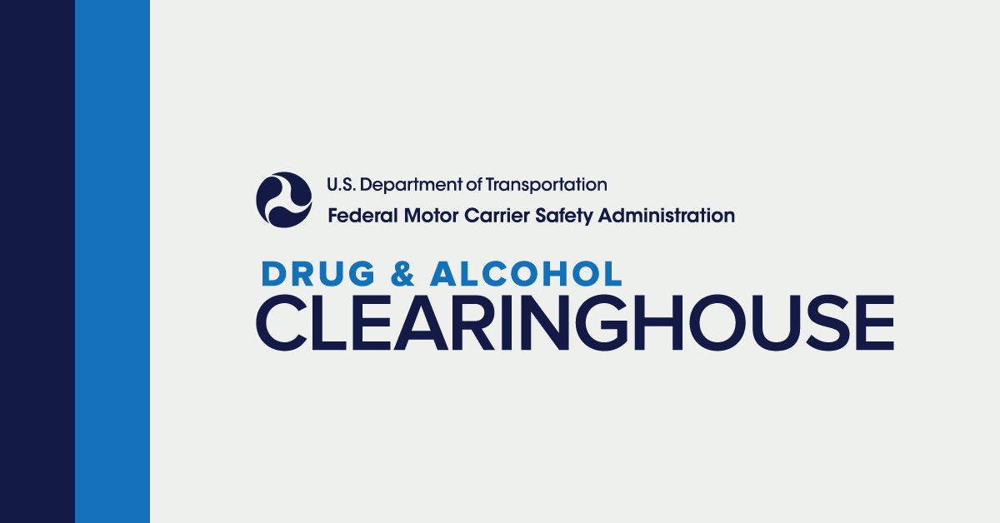 U.S. Department of Transportation
Federal Motor Carrier Safety Administration
DRUG & ALCOHOL
CLEARINGHOUSE